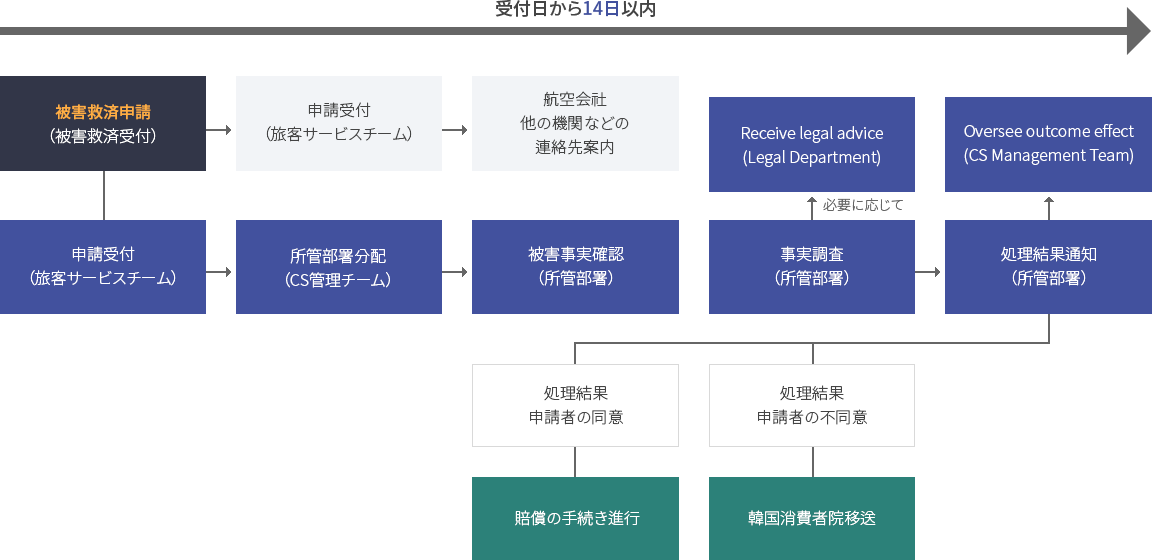 受付日から14日以内
被害救済申請
（被害救済受付）
申請受付
（旅客サービスチーム）
航空会社
他の機関などの
連絡先案内
Receive legal advice
(Legal Department)
Oversee outcome effect
(CS Management Team)
必要に応じて
申請受付
（旅客サービスチーム）
所管部署分配
（CS管理チーム）
被害事実確認
（所管部署）
事実調査
（所管部署）
処理結果通知
（所管部署）
処理結果
申請者の同意
処理結果
申請者の不同意
賠償の手続き進行
韓国消費者院移送